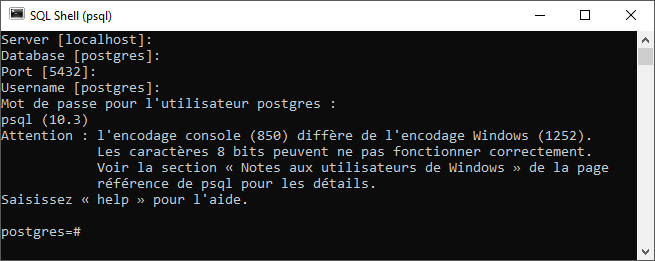 SQL Shell (psql)
Server [localhost]:
Database [postgres]:
Port [5432]:
Username [postgres]:
Mot de passe pour l'utilisateur postgres :
psql (10.3)
Attention : l'encodage console (850) diffère de l'encodage Windows (1252).
Les caractères 8 bits peuvent ne pas fonctionner correctement.
Voir la section « Notes aux utilisateurs de Windows » de la page
référence de psql pour les détails.
Saisissez « help » pour l'aide.
postgres=#